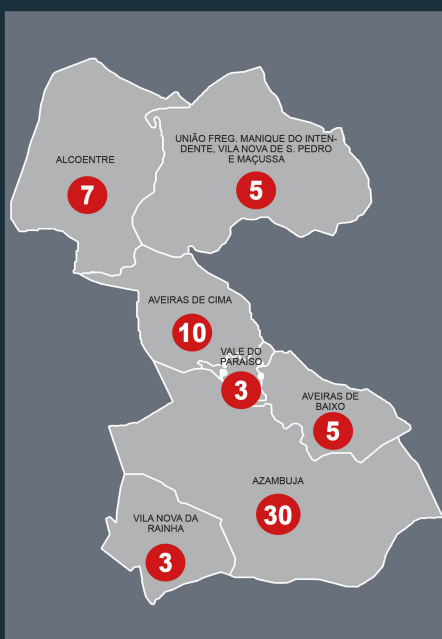 UNIÃO FREG. MANIQUE DO INTEN-
DENTE, VILA NOVA DE S. PEDRO
E MAÇUSSA
5
ALCOENTRE
7
AVEIRAS DE CIMA
10
VALE DO
PARAÍSO
3
AVEIRAS DE
BAIXO
5
AZAMBUJA
30
VILA NOVA DA
RAINHA
3